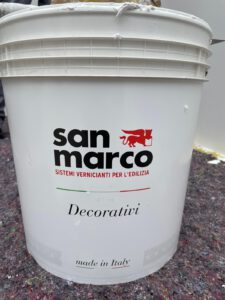 san
marco
SISTEMI VERNICIANTI PER L'EDILIZIA
Decorativi
made in Italy